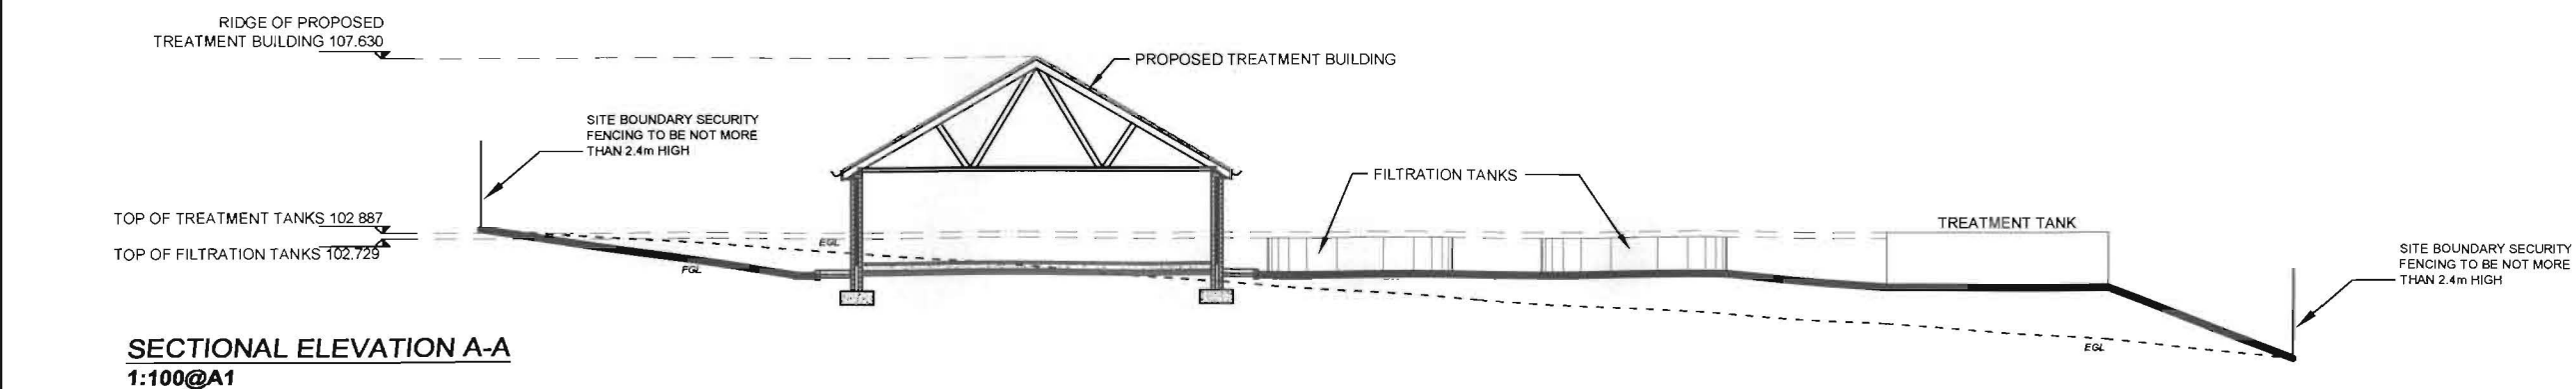 RIDGE OF PROPOSED
TREATMENT BUILDING 107.630
PROPOSED TREATMENT BUILDING
SITE BOUNDARY SECURITY
FENCING TO BE NOT MORE
THAN 2.4m HIGH
FILTRATION TANKS
TOP OF TREATMENT TANKS 102 887
TOP OF FILTRATION TANKS 102.729
EGL
FGL
TREATMENT TANK
SITE BOUNDARY SECURITY
FENCING TO BE NOT MORE
THAN 2.4m HIGH
EGL
SECTIONAL ELEVATION A-A
1:100@A1